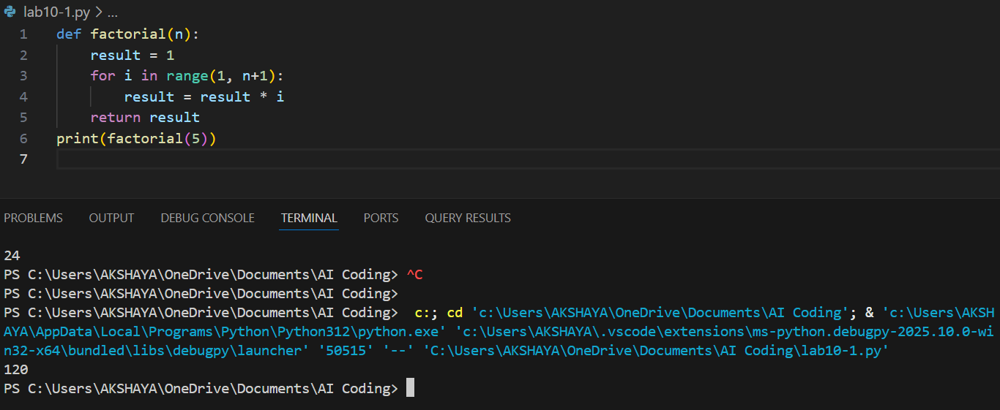 lab10-1.py > ...
1 def factorial(n):
2     result = 1
3     for i in range(1, n+1):
4         result = result * i
5     return result
6 print(factorial(5))
7
PROBLEMS OUTPUT DEBUG CONSOLE TERMINAL PORTS QUERY RESULTS
24
PS C:\Users\AKSHAYA\OneDrive\Documents\AI Coding> ^C
PS C:\Users\AKSHAYA\OneDrive\Documents\AI Coding>
PS C:\Users\AKSHAYA\OneDrive\Documents\AI Coding>  c:; cd 'c:\Users\AKSHAYA\OneDrive\Documents\AI Coding'; & 'c:\Users\AKSH
AYA\AppData\Local\Programs\Python\Python312\python.exe' 'c:\Users\AKSHAYA\.vscode\extensions\ms-python.debugpy-2025.10.0-wi
n32-x64\bundled\libs\debugpy\launcher' '50515' '--' 'C:\Users\AKSHAYA\OneDrive\Documents\AI Coding\lab10-1.py'
120
PS C:\Users\AKSHAYA\OneDrive\Documents\AI Coding>